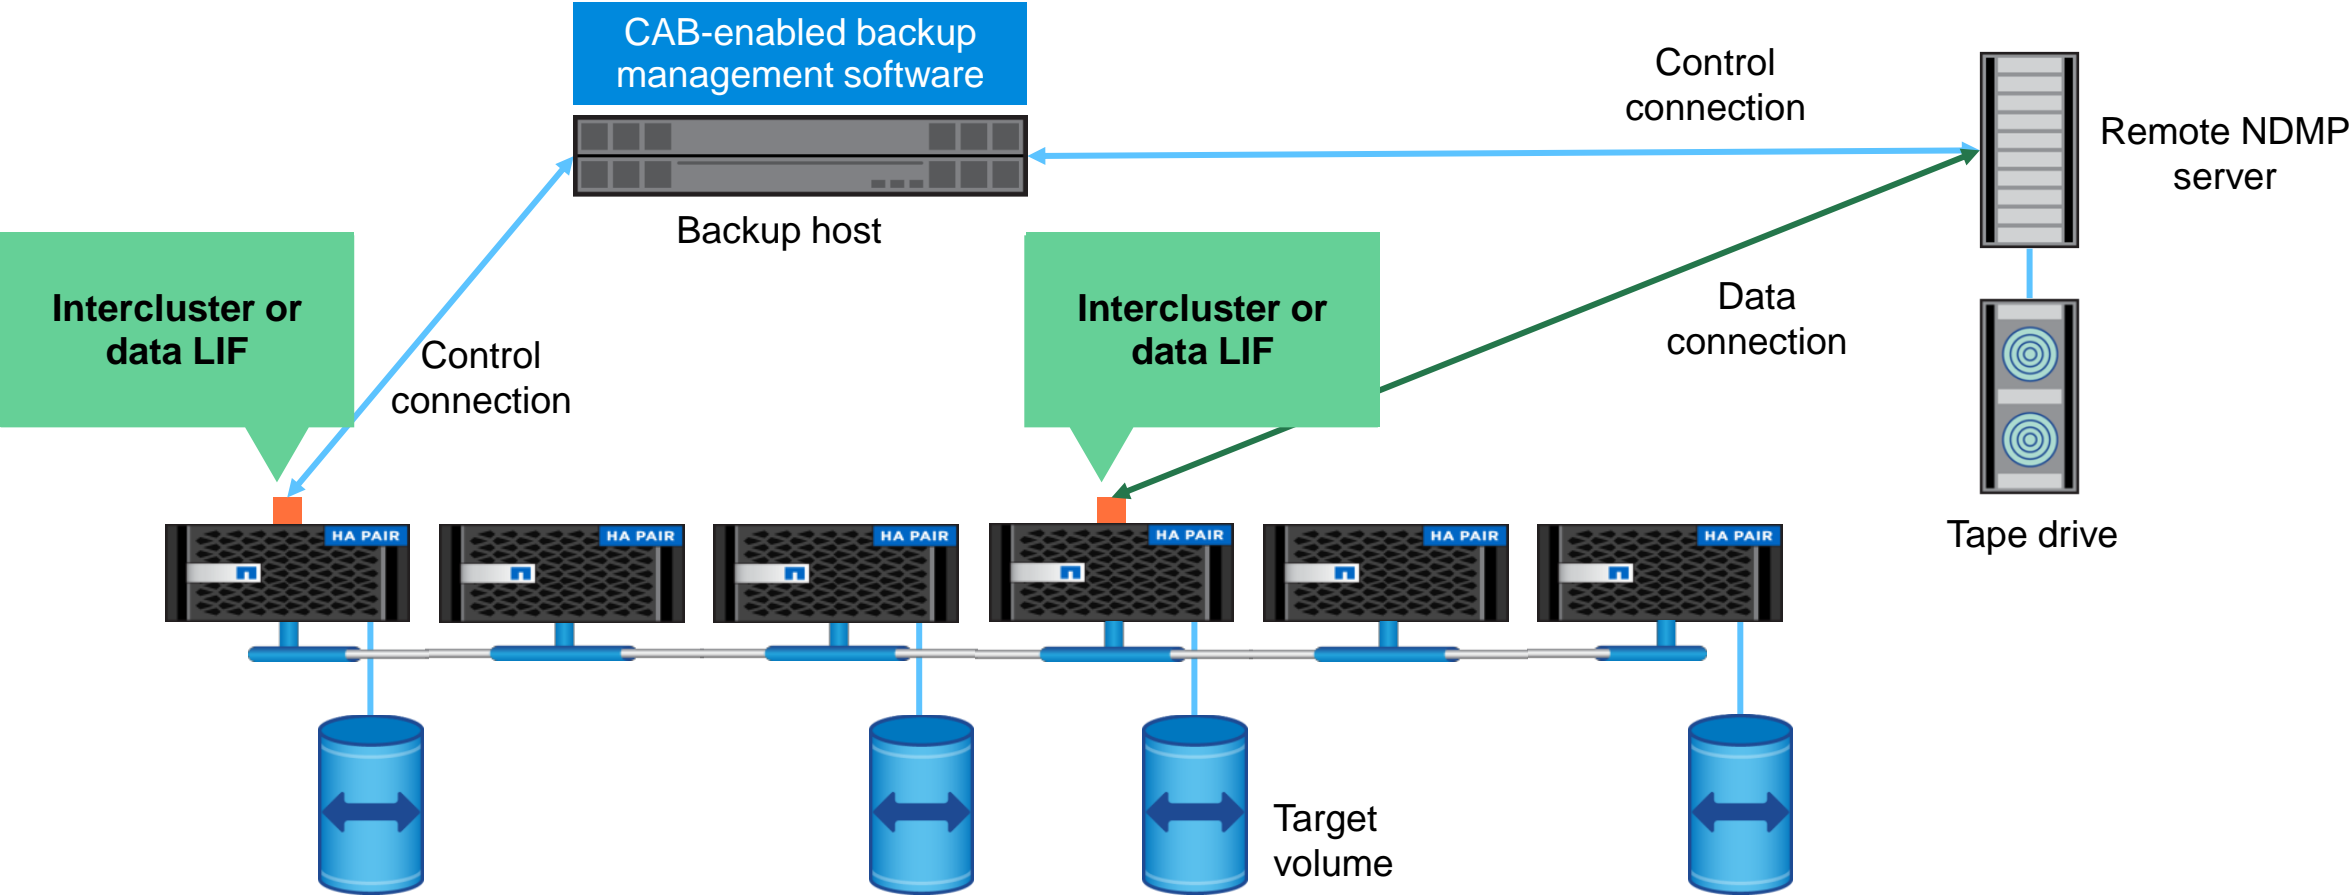 CAB-enabled backup
management software
Control
connection
Remote NDMP
server
Backup host
Intercluster or
data LIF
Intercluster or
data LIF
Data
connection
Control
connection
Tape drive
HA PAIR
HA PAIR
HA PAIR
HA PAIR
HA PAIR
HA PAIR
Target
volume